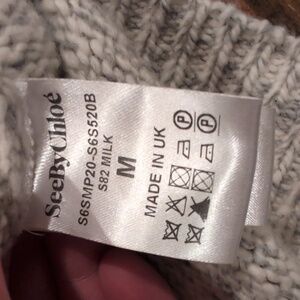 SeeByChloé
S6SMP20-S6S520B
S82 MILK
M
MADE IN UK
P P